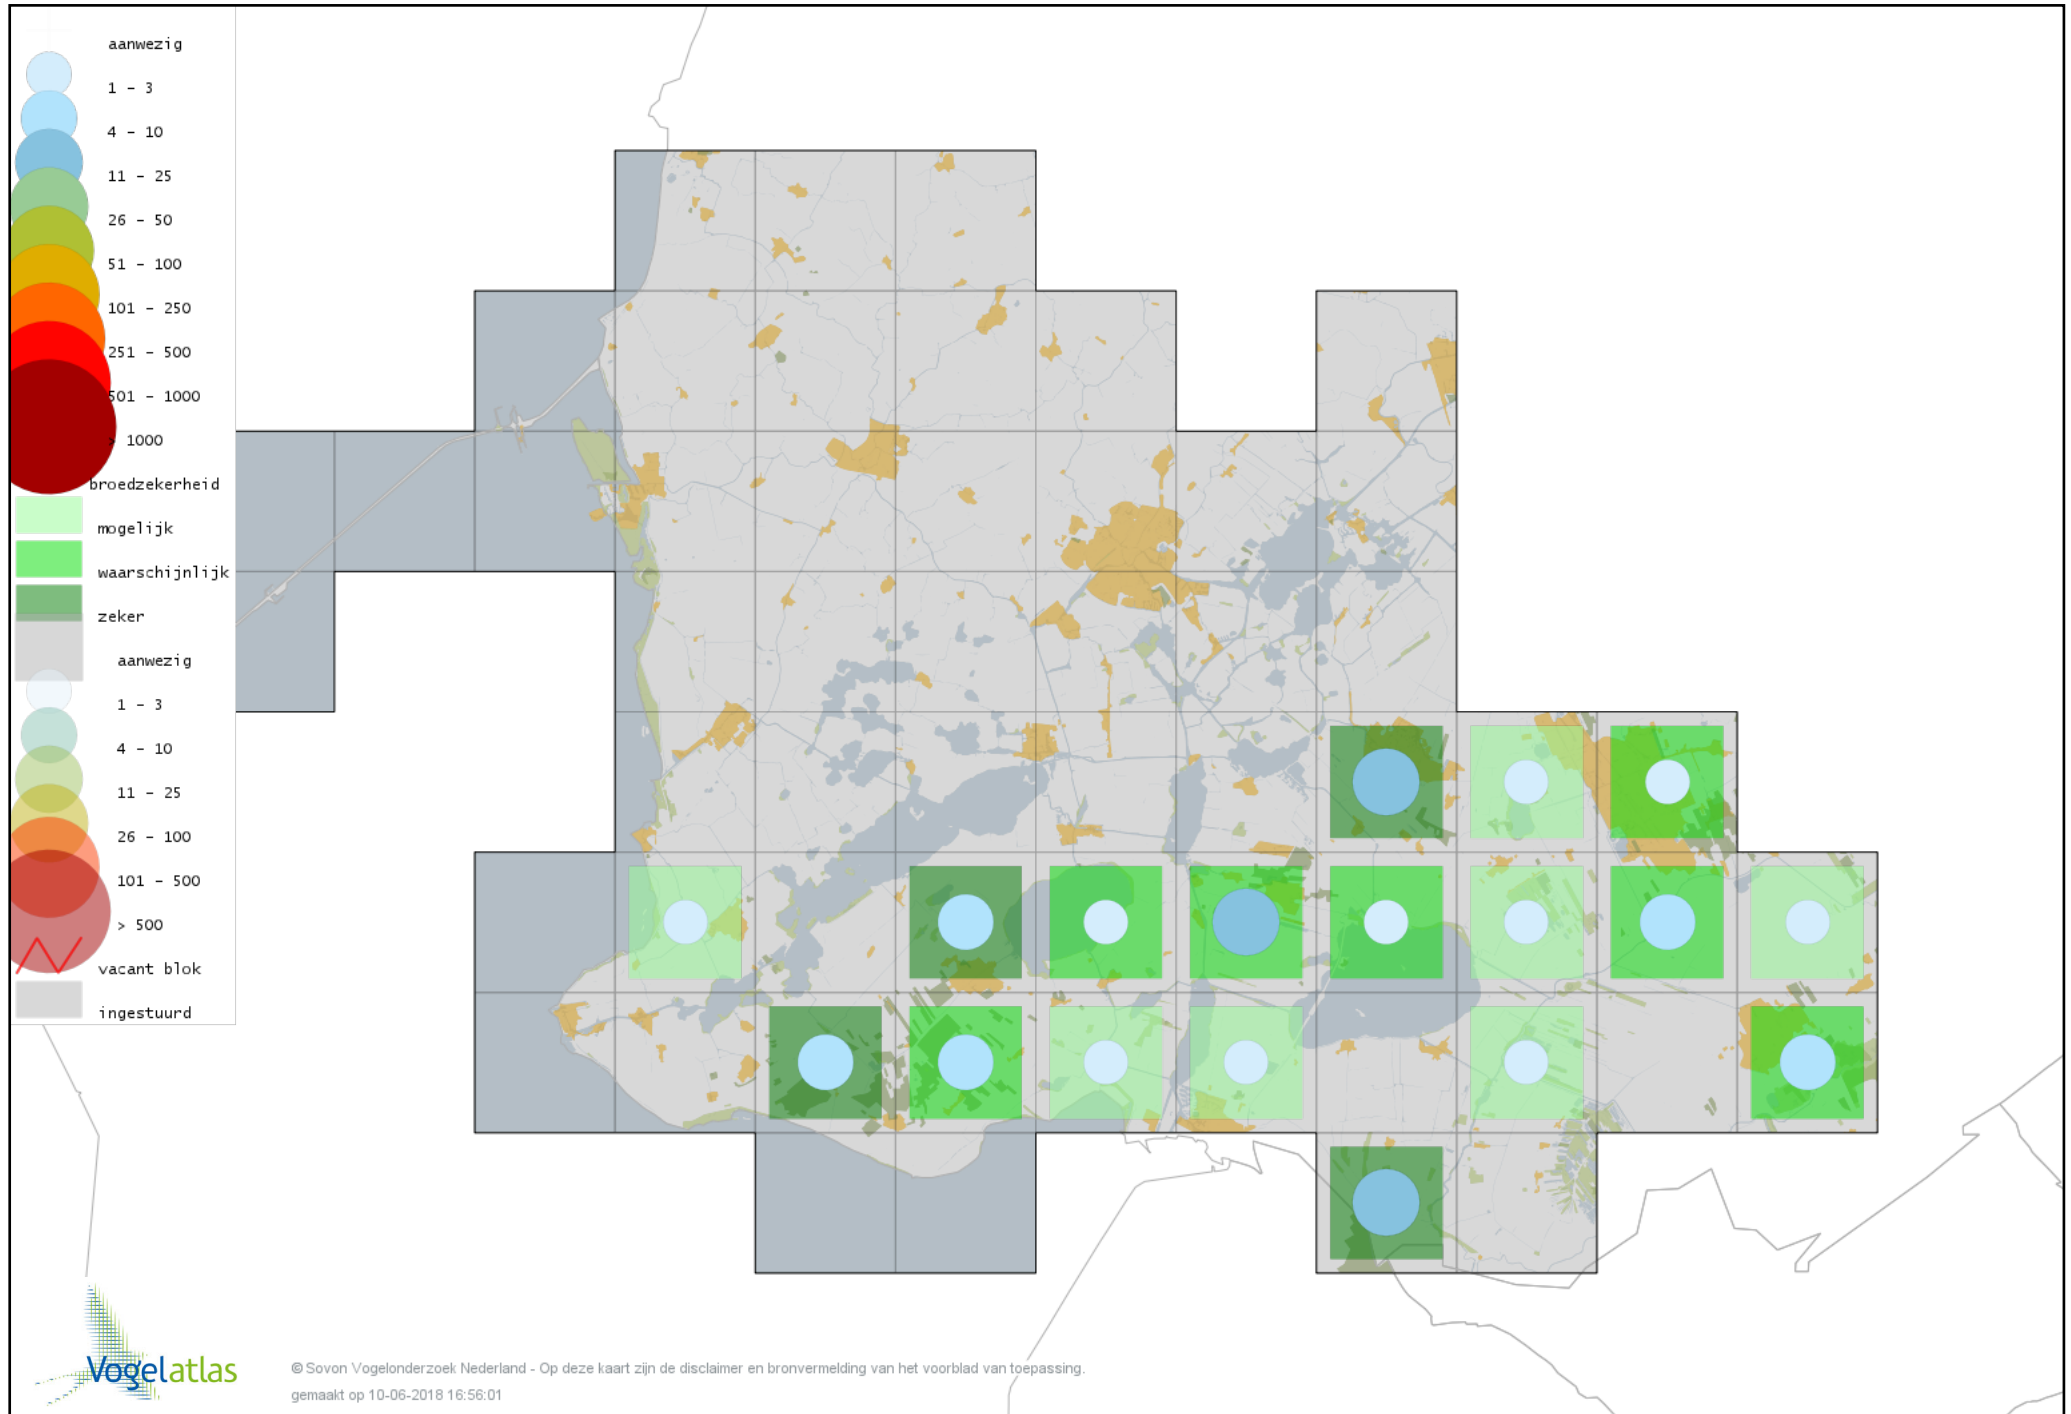 aanwezig
1 - 3
4 - 10
11 - 25
26 - 50
51 - 100
101 - 250
251 - 500
501 - 1000
> 1000
broedzekerheid
mogelijk
waarschijnlijk
zeker
aanwezig
1 - 3
4 - 10
11 - 25
26 - 100
101 - 500
> 500
vacant blok
ingestuurd
Vogelatlas
© Sovon Vogelonderzoek Nederland - Op deze kaart zijn de disclaimer en bronvermelding van het voorblad van toepassing.
gemaakt op 10-06-2018 16:56:01